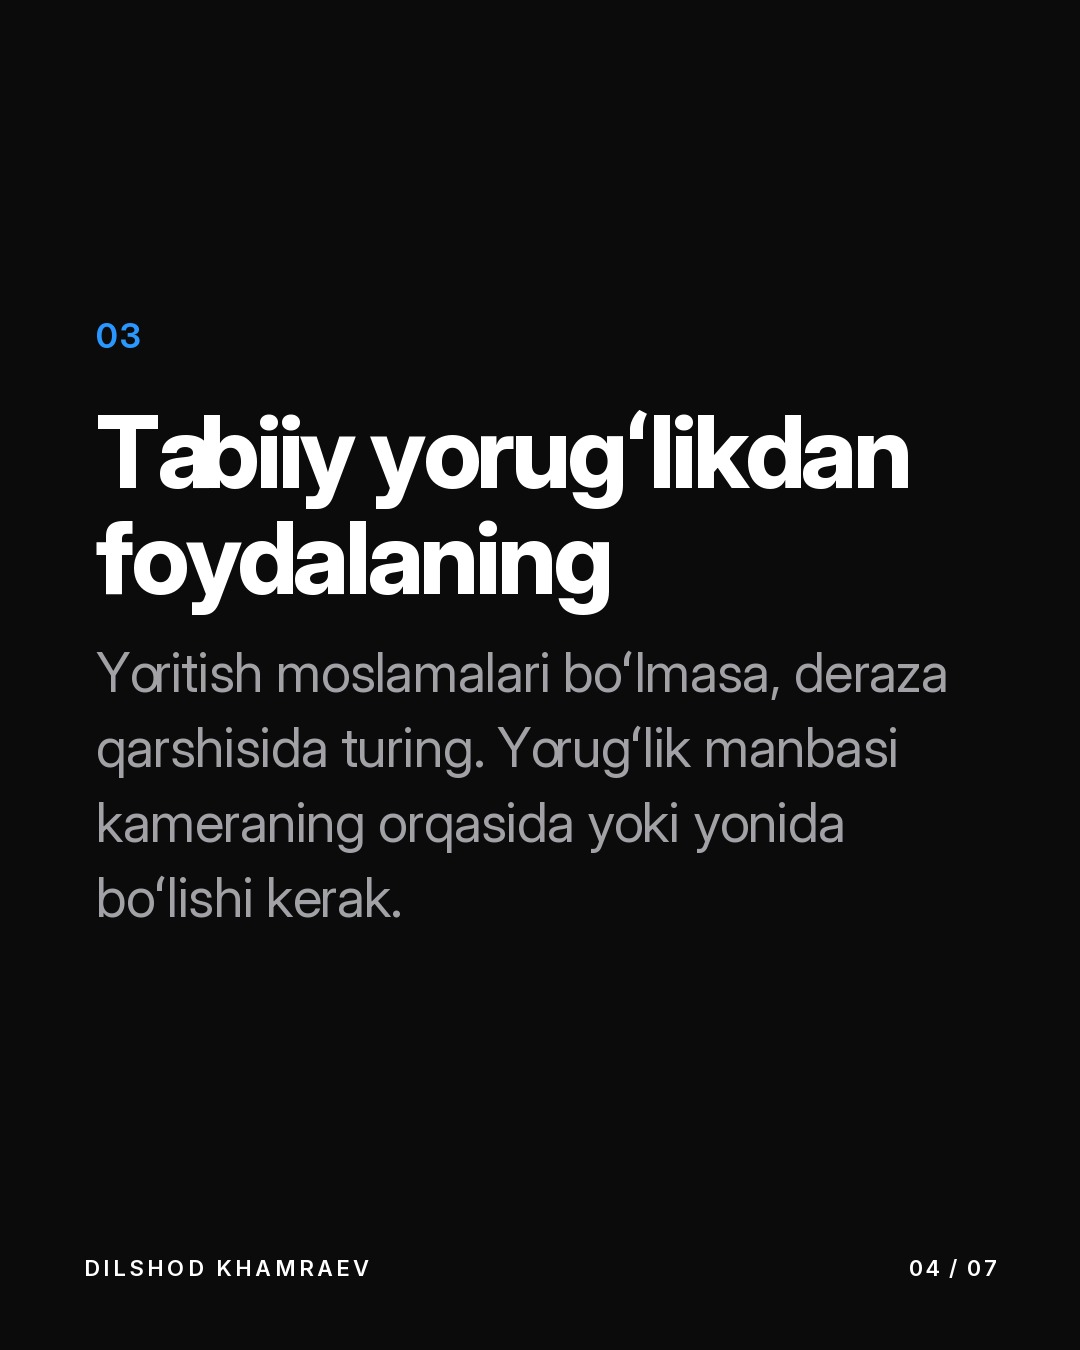 03
Tabiiy yorugʻlikdan
foydalaning
Yoritish moslamalari boʻlmasa, deraza
qarshisida turing. Yorugʻlik manbasi
kameraning orqasida yoki yonida
boʻlishi kerak.
DILSHOD KHAMRAEV
04 / 07